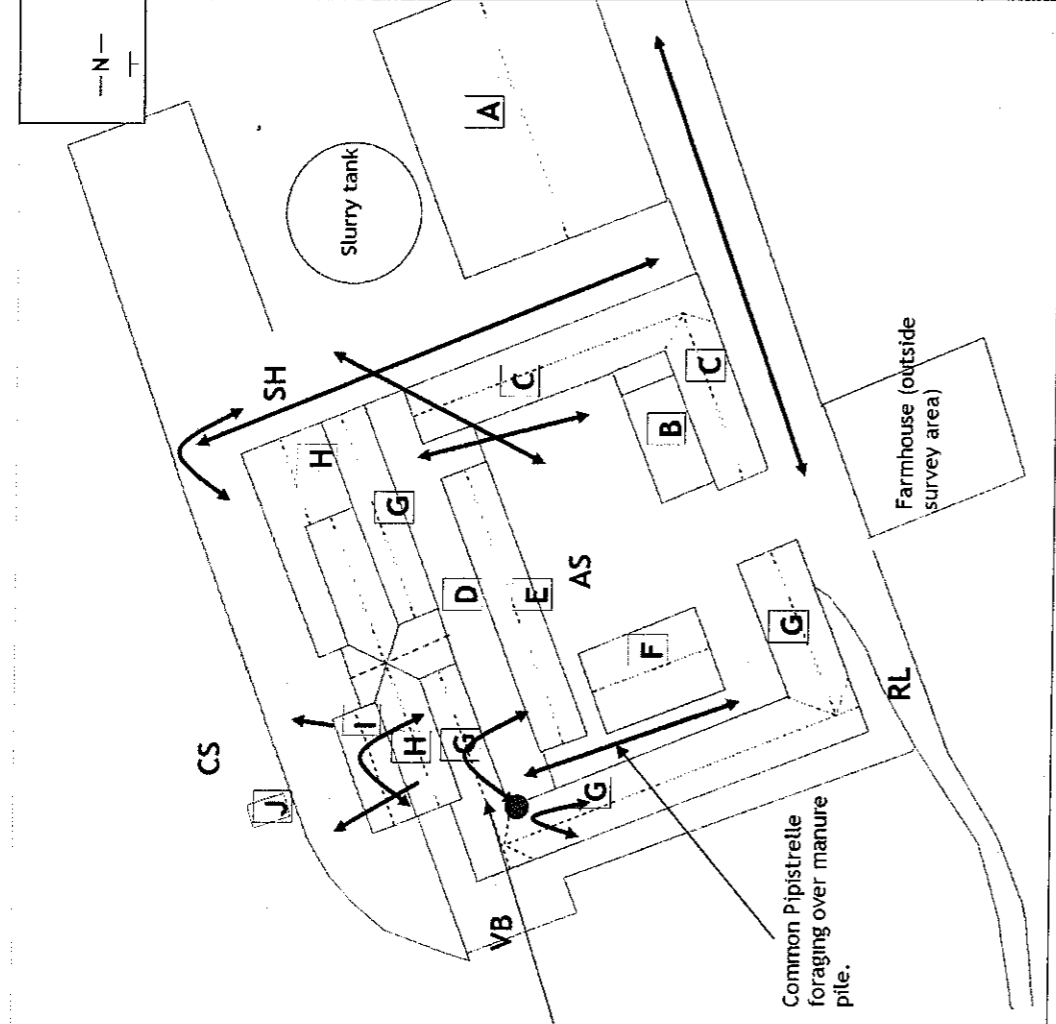 —N—
Slurry tank
A
SH
C
C
B
H
G
D
E
AS
F
G
RL
Farmhouse (outside
survey area)
CS
J
I
H
G
G
VB
Common Pipistrelle
foraging over manure
pile.